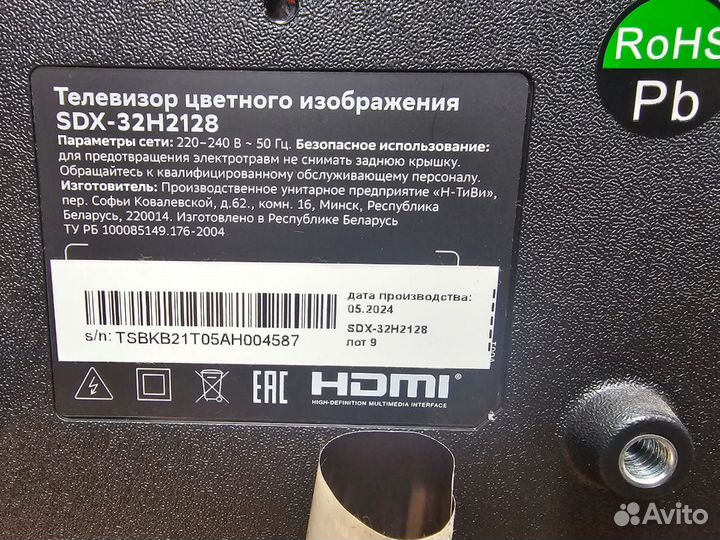 RoHS
Pb
Телевизор цветного изображения
SDX-32H2128
Параметры сети: 220–240 В ~ 50 Гц. Безопасное использование:
для предотвращения электротравм не снимать заднюю крышку.
Обращайтесь к квалифицированному обслуживающему персоналу.
Изготовитель: Производственное унитарное предприятие «Н-ТиВи»,
пер. Софьи Ковалевской, д.62., комн. 16, Минск, Республика
Беларусь, 220014. Изготовлено в Республике Беларусь
ТУ РБ 100085149.176-2004
дата производства:
05.2024
SDX-32H2128
лот 9
s/n: TSBKB21T05AH004587
EAC HDMI®
HIGH-DEFINITION MULTIMEDIA INTERFACE
Avito